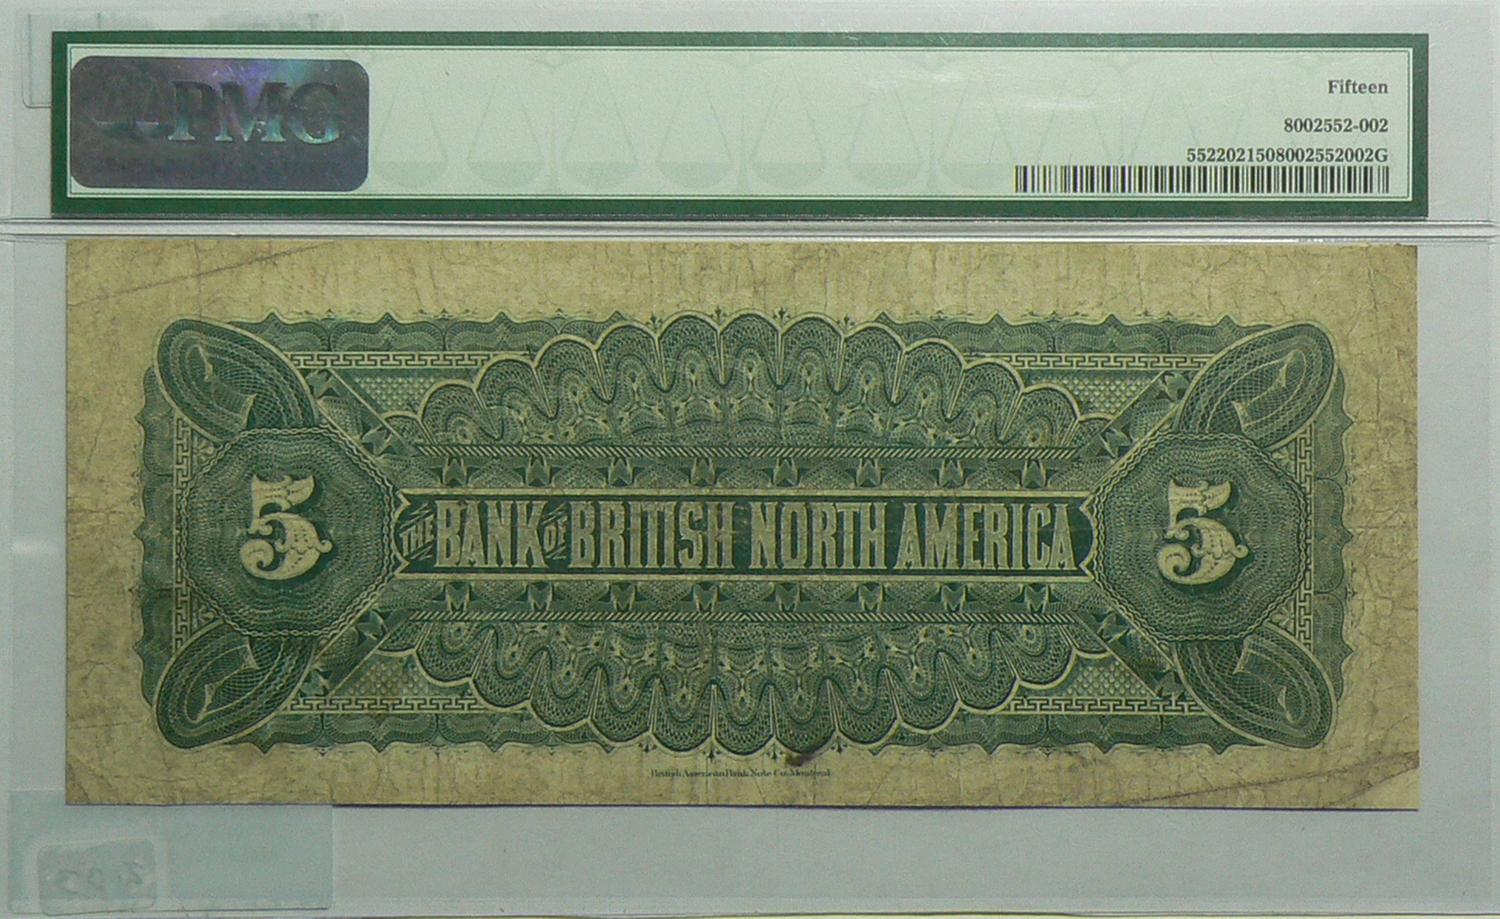 PMG
Fifteen
8002552-002
5522021508002552002G
5 THE BANK OF BRITISH NORTH AMERICA 5
British American Bank Note Co. Montreal